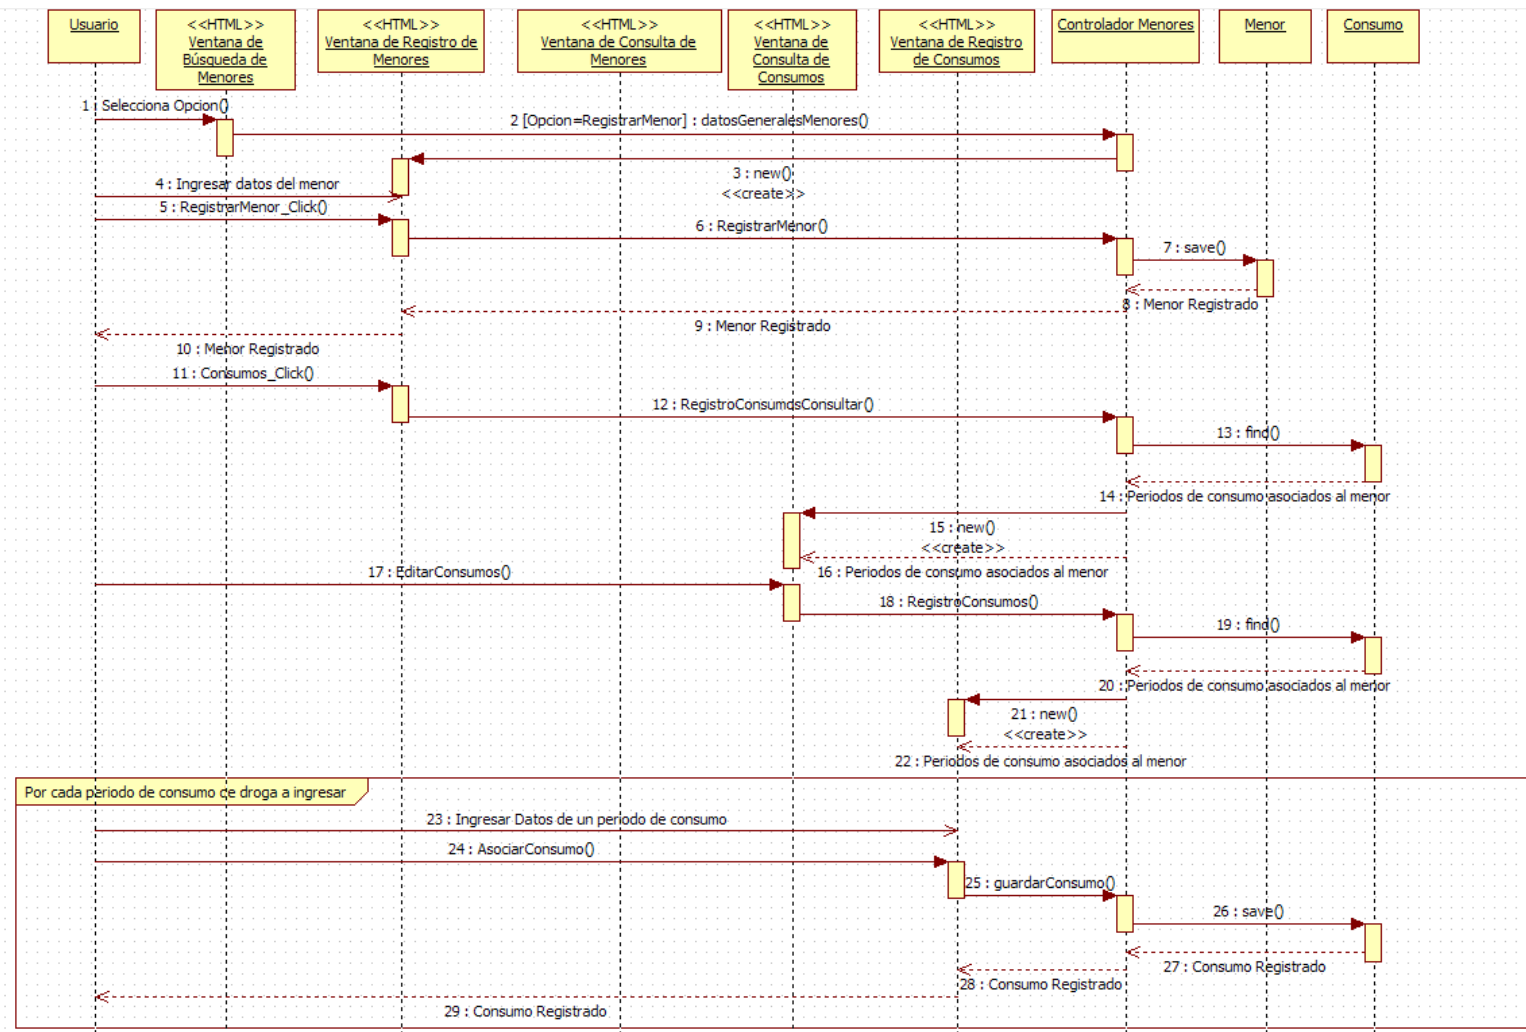 Usuario
<<HTML>>
Ventana de
Búsqueda de
Menores
<<HTML>>
Ventana de Registro de
Menores
<<HTML>>
Ventana de Consulta de
Menores
<<HTML>>
Ventana de
Consulta de
Consumos
<<HTML>>
Ventana de Registro
de Consumos
Controlador Menores
Menor
Consumo
1 : Selecciona Opcion()
2 [Opcion=RegistrarMenor] : datosGeneralesMenores()
3 : new()
<<create>>
4 : Ingresar datos del menor
5 : RegistrarMenor_Click()
6 : RegistrarMenor()
7 : save()
8 : Menor Registrado
9 : Menor Registrado
10 : Menor Registrado
11 : Consumos_Click()
12 : RegistroConsumosConsultar()
13 : find()
14 : Periodos de consumo asociados al menor
15 : new()
<<create>>
16 : Periodos de consumo asociados al menor
17 : EditarConsumos()
18 : RegistroConsumos()
19 : find()
20 : Periodos de consumo asociados al menor
21 : new()
<<create>>
22 : Periodos de consumo asociados al menor
Por cada periodo de consumo de droga a ingresar
23 : Ingresar Datos de un periodo de consumo
24 : AsociarConsumo()
25 : guardarConsumo()
26 : save()
27 : Consumo Registrado
28 : Consumo Registrado
29 : Consumo Registrado